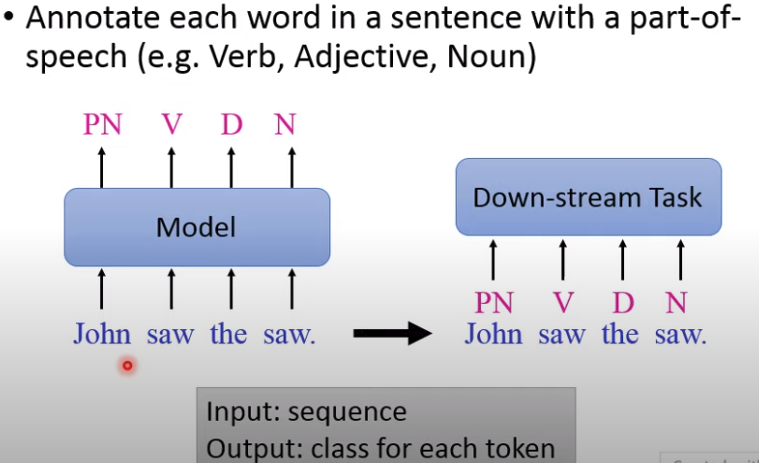 • Annotate each word in a sentence with a part-of-
speech (e.g. Verb, Adjective, Noun)
PN V D N
Model
John saw the saw.
Down-stream Task
PN V D N
John saw the saw.
Input: sequence
Output: class for each token